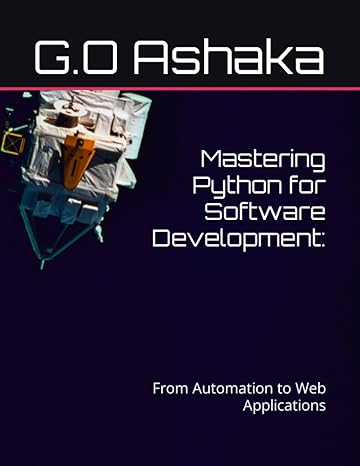 G.O Ashaka
Mastering
Python for
Software
Development:
From Automation to Web
Applications